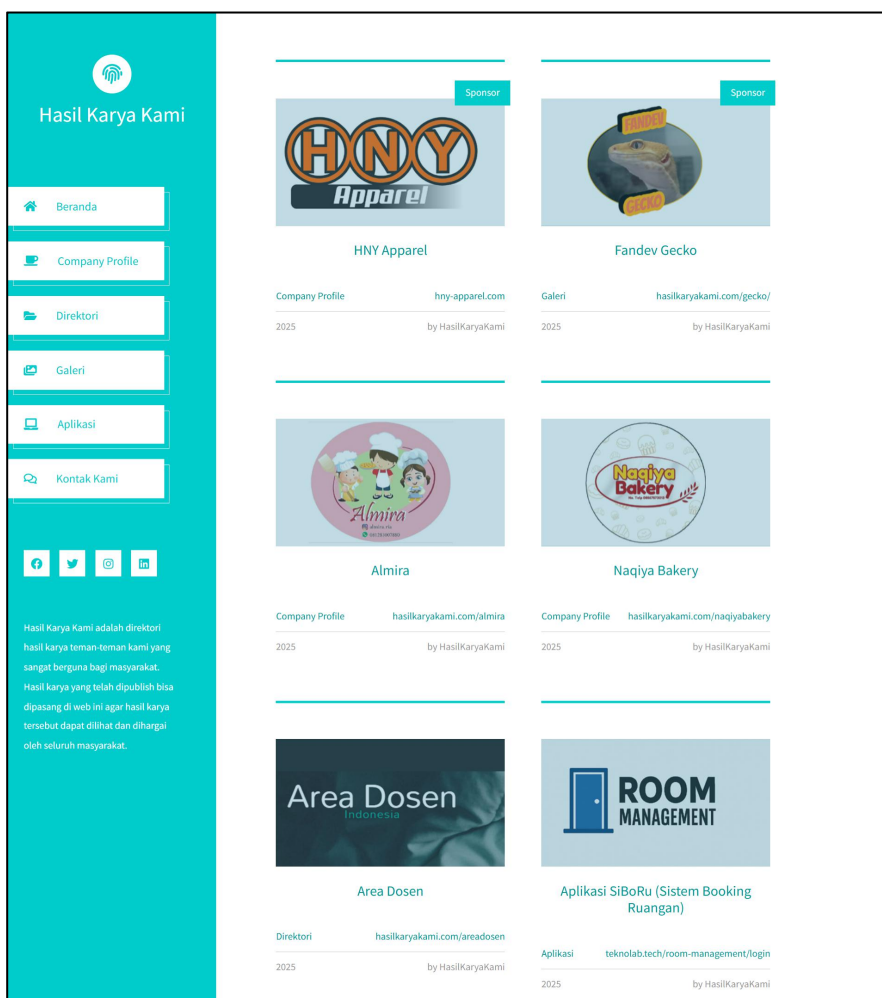 Hasil Karya Kami
Beranda
Company Profile
Direktori
Galeri
Aplikasi
Kontak Kami
Hasil Karya Kami adalah direktori
hasil karya teman-teman kami yang
sangat berguna bagi masyarakat.
Hasil karya yang telah dipublish bisa
dipasang di web ini agar hasil karya
tersebut dapat dilihat dan dihargai
oleh seluruh masyarakat.
Sponsor
HNY
Apparel
HNY Apparel
Company Profile hny-apparel.com
2025 by HasilKaryaKami
Sponsor
FANDEV
GECKO
Fandev Gecko
Galeri hasilkaryakami.com/gecko/
2025 by HasilKaryaKami
Almira
Almira
Company Profile hasilkaryakami.com/almira
2025 by HasilKaryaKami
Naqiya
Bakery
Naqiya Bakery
Company Profile hasilkaryakami.com/naqiyabakery
2025 by HasilKaryaKami
Area Dosen
Indonesia
Area Dosen
Direktori hasilkaryakami.com/areadosen
2025 by HasilKaryaKami
ROOM
MANAGEMENT
Aplikasi SiBoRu (Sistem Booking
Ruangan)
Aplikasi teknolab.tech/room-management/login
2025 by HasilKaryaKami